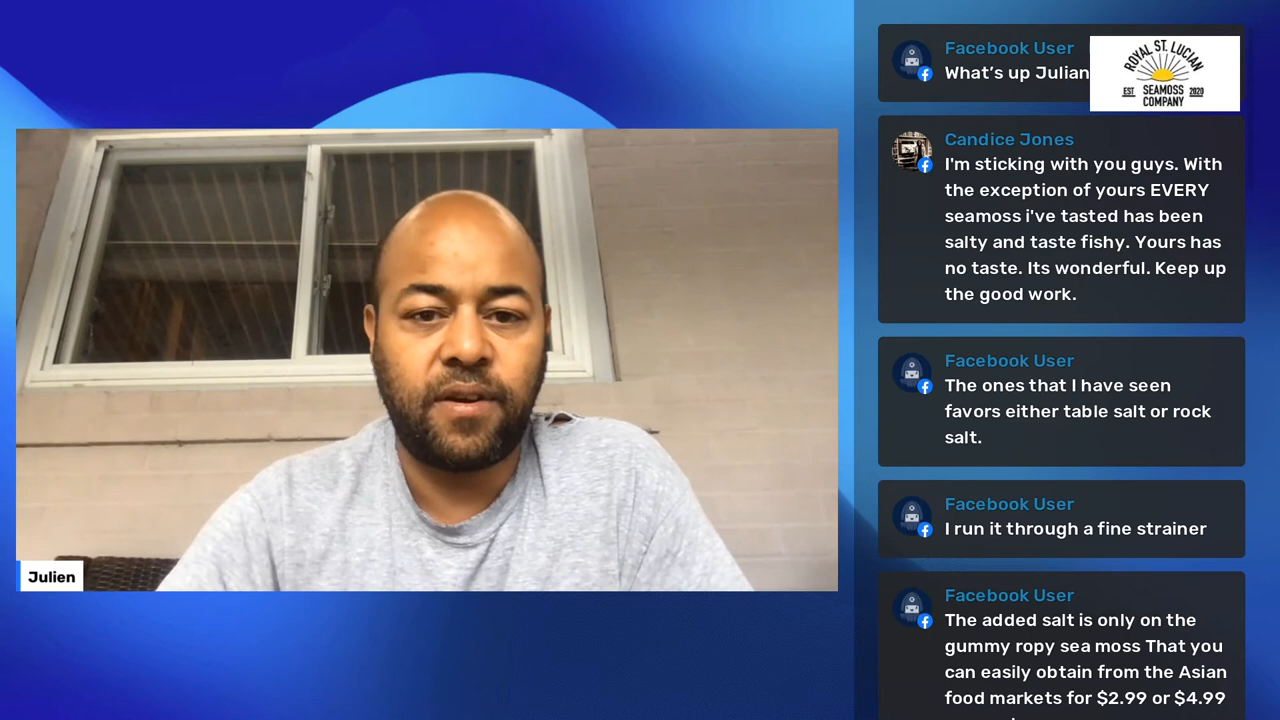 Facebook User
What's up Julian
ROYAL ST. LUCIAN
EST SEAMOSS 2020
COMPANY
Candice Jones
I'm sticking with you guys. With
the exception of yours EVERY
seamoss i've tasted has been
salty and taste fishy. Yours has
no taste. Its wonderful. Keep up
the good work.
Facebook User
The ones that I have seen
favors either table salt or rock
salt.
Facebook User
I run it through a fine strainer
Facebook User
The added salt is only on the
gummy ropy sea moss That you
can easily obtain from the Asian
food markets for $2.99 or $4.99
Julien